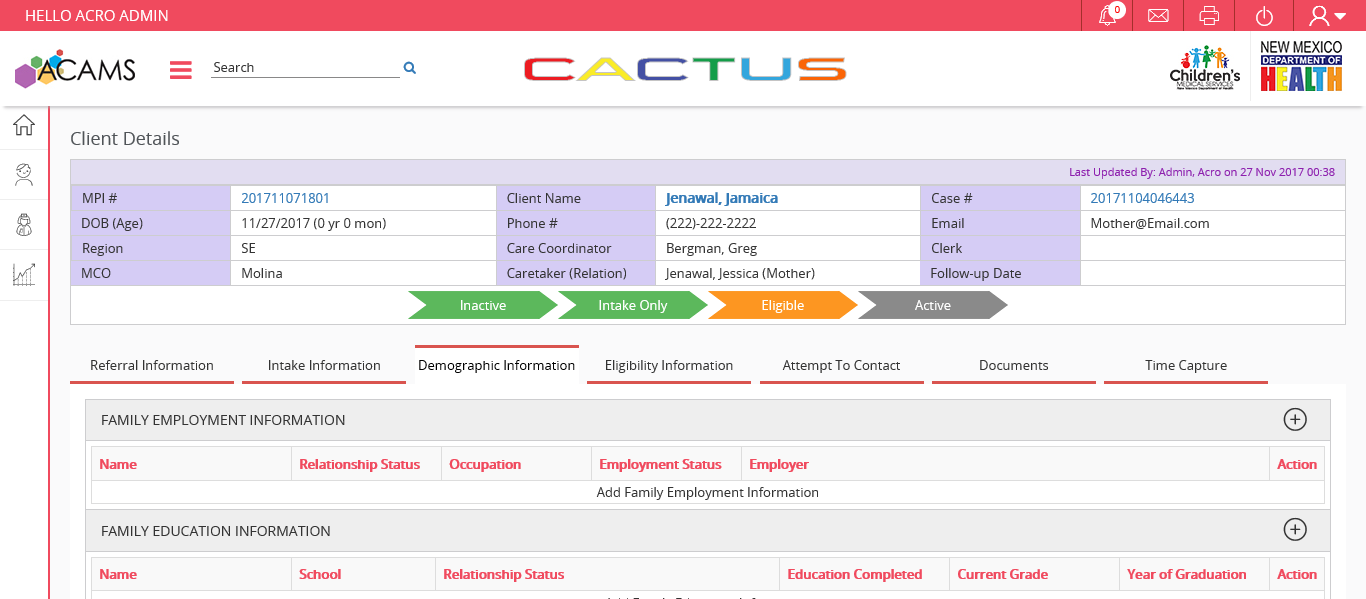 HELLO ACRO ADMIN 0
ACAMS Search CACTUS Children's MEDICAL SERVICES New Mexico Department of Health NEW MEXICO DEPARTMENT OF HEALTH
Client Details
Last Updated By: Admin, Acro on 27 Nov 2017 00:38
MPI # 201711071801 Client Name Jenawal, Jamaica Case # 20171104046443
DOB (Age) 11/27/2017 (0 yr 0 mon) Phone # (222)-222-2222 Email Mother@Email.com
Region SE Care Coordinator Bergman, Greg Clerk
MCO Molina Caretaker (Relation) Jenawal, Jessica (Mother) Follow-up Date
Inactive Intake Only Eligible Active
Referral Information Intake Information Demographic Information Eligibility Information Attempt To Contact Documents Time Capture
FAMILY EMPLOYMENT INFORMATION
Name Relationship Status Occupation Employment Status Employer Action
Add Family Employment Information
FAMILY EDUCATION INFORMATION
Name School Relationship Status Education Completed Current Grade Year of Graduation Action